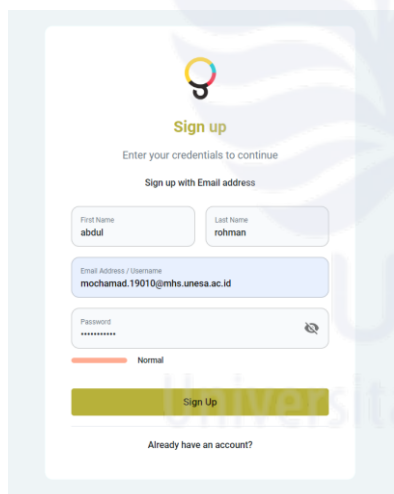 Sign up
Enter your credentials to continue
Sign up with Email address
First Name
abdul
Last Name
rohman
Email Address / Username
mochamad.19010@mhs.unesa.ac.id
Password
•••••••••••
Normal
Sign Up
Already have an account?
Universita